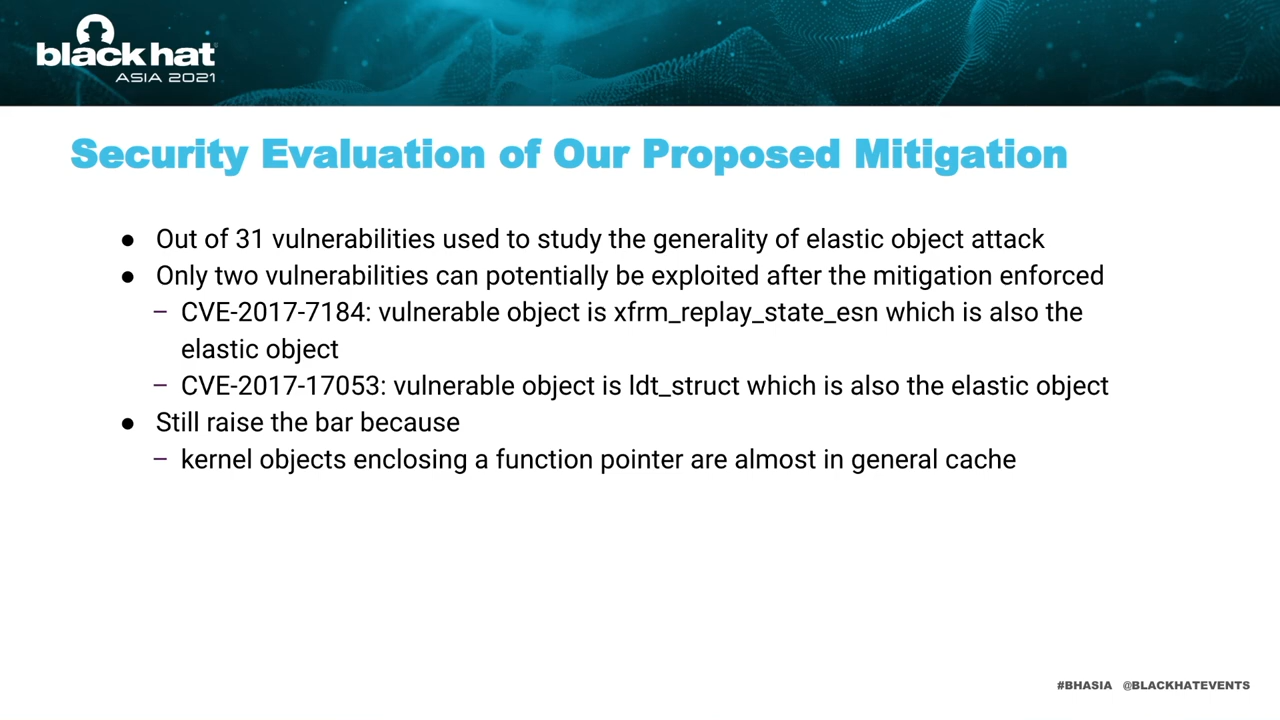 black hat
ASIA 2021
Security Evaluation of Our Proposed Mitigation
● Out of 31 vulnerabilities used to study the generality of elastic object attack
● Only two vulnerabilities can potentially be exploited after the mitigation enforced
– CVE-2017-7184: vulnerable object is xfrm_replay_state_esn which is also the
elastic object
– CVE-2017-17053: vulnerable object is ldt_struct which is also the elastic object
● Still raise the bar because
– kernel objects enclosing a function pointer are almost in general cache
#BHASIA @BLACKHATEVENTS